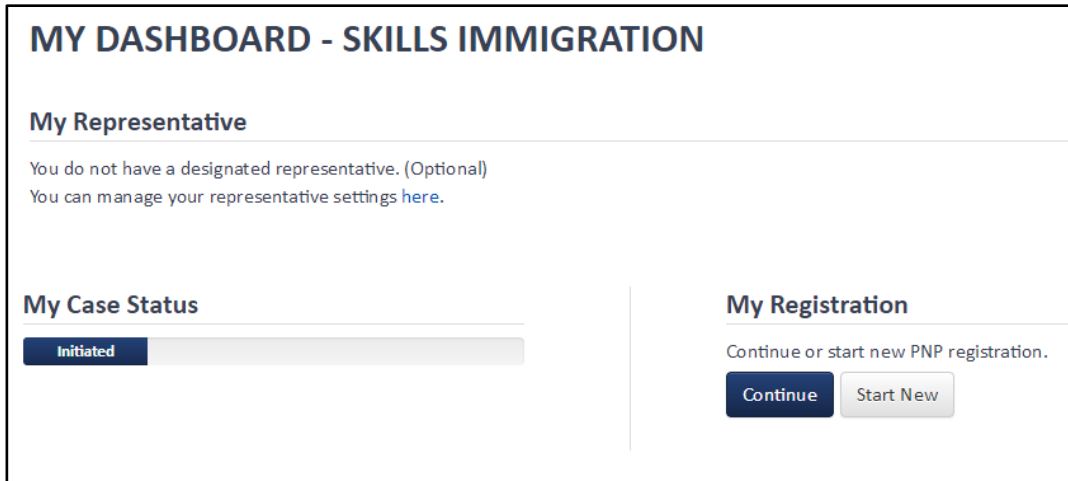 MY DASHBOARD - SKILLS IMMIGRATION
My Representative
You do not have a designated representative. (Optional)
You can manage your representative settings here.
My Case Status
Initiated
My Registration
Continue or start new PNP registration.
Continue
Start New